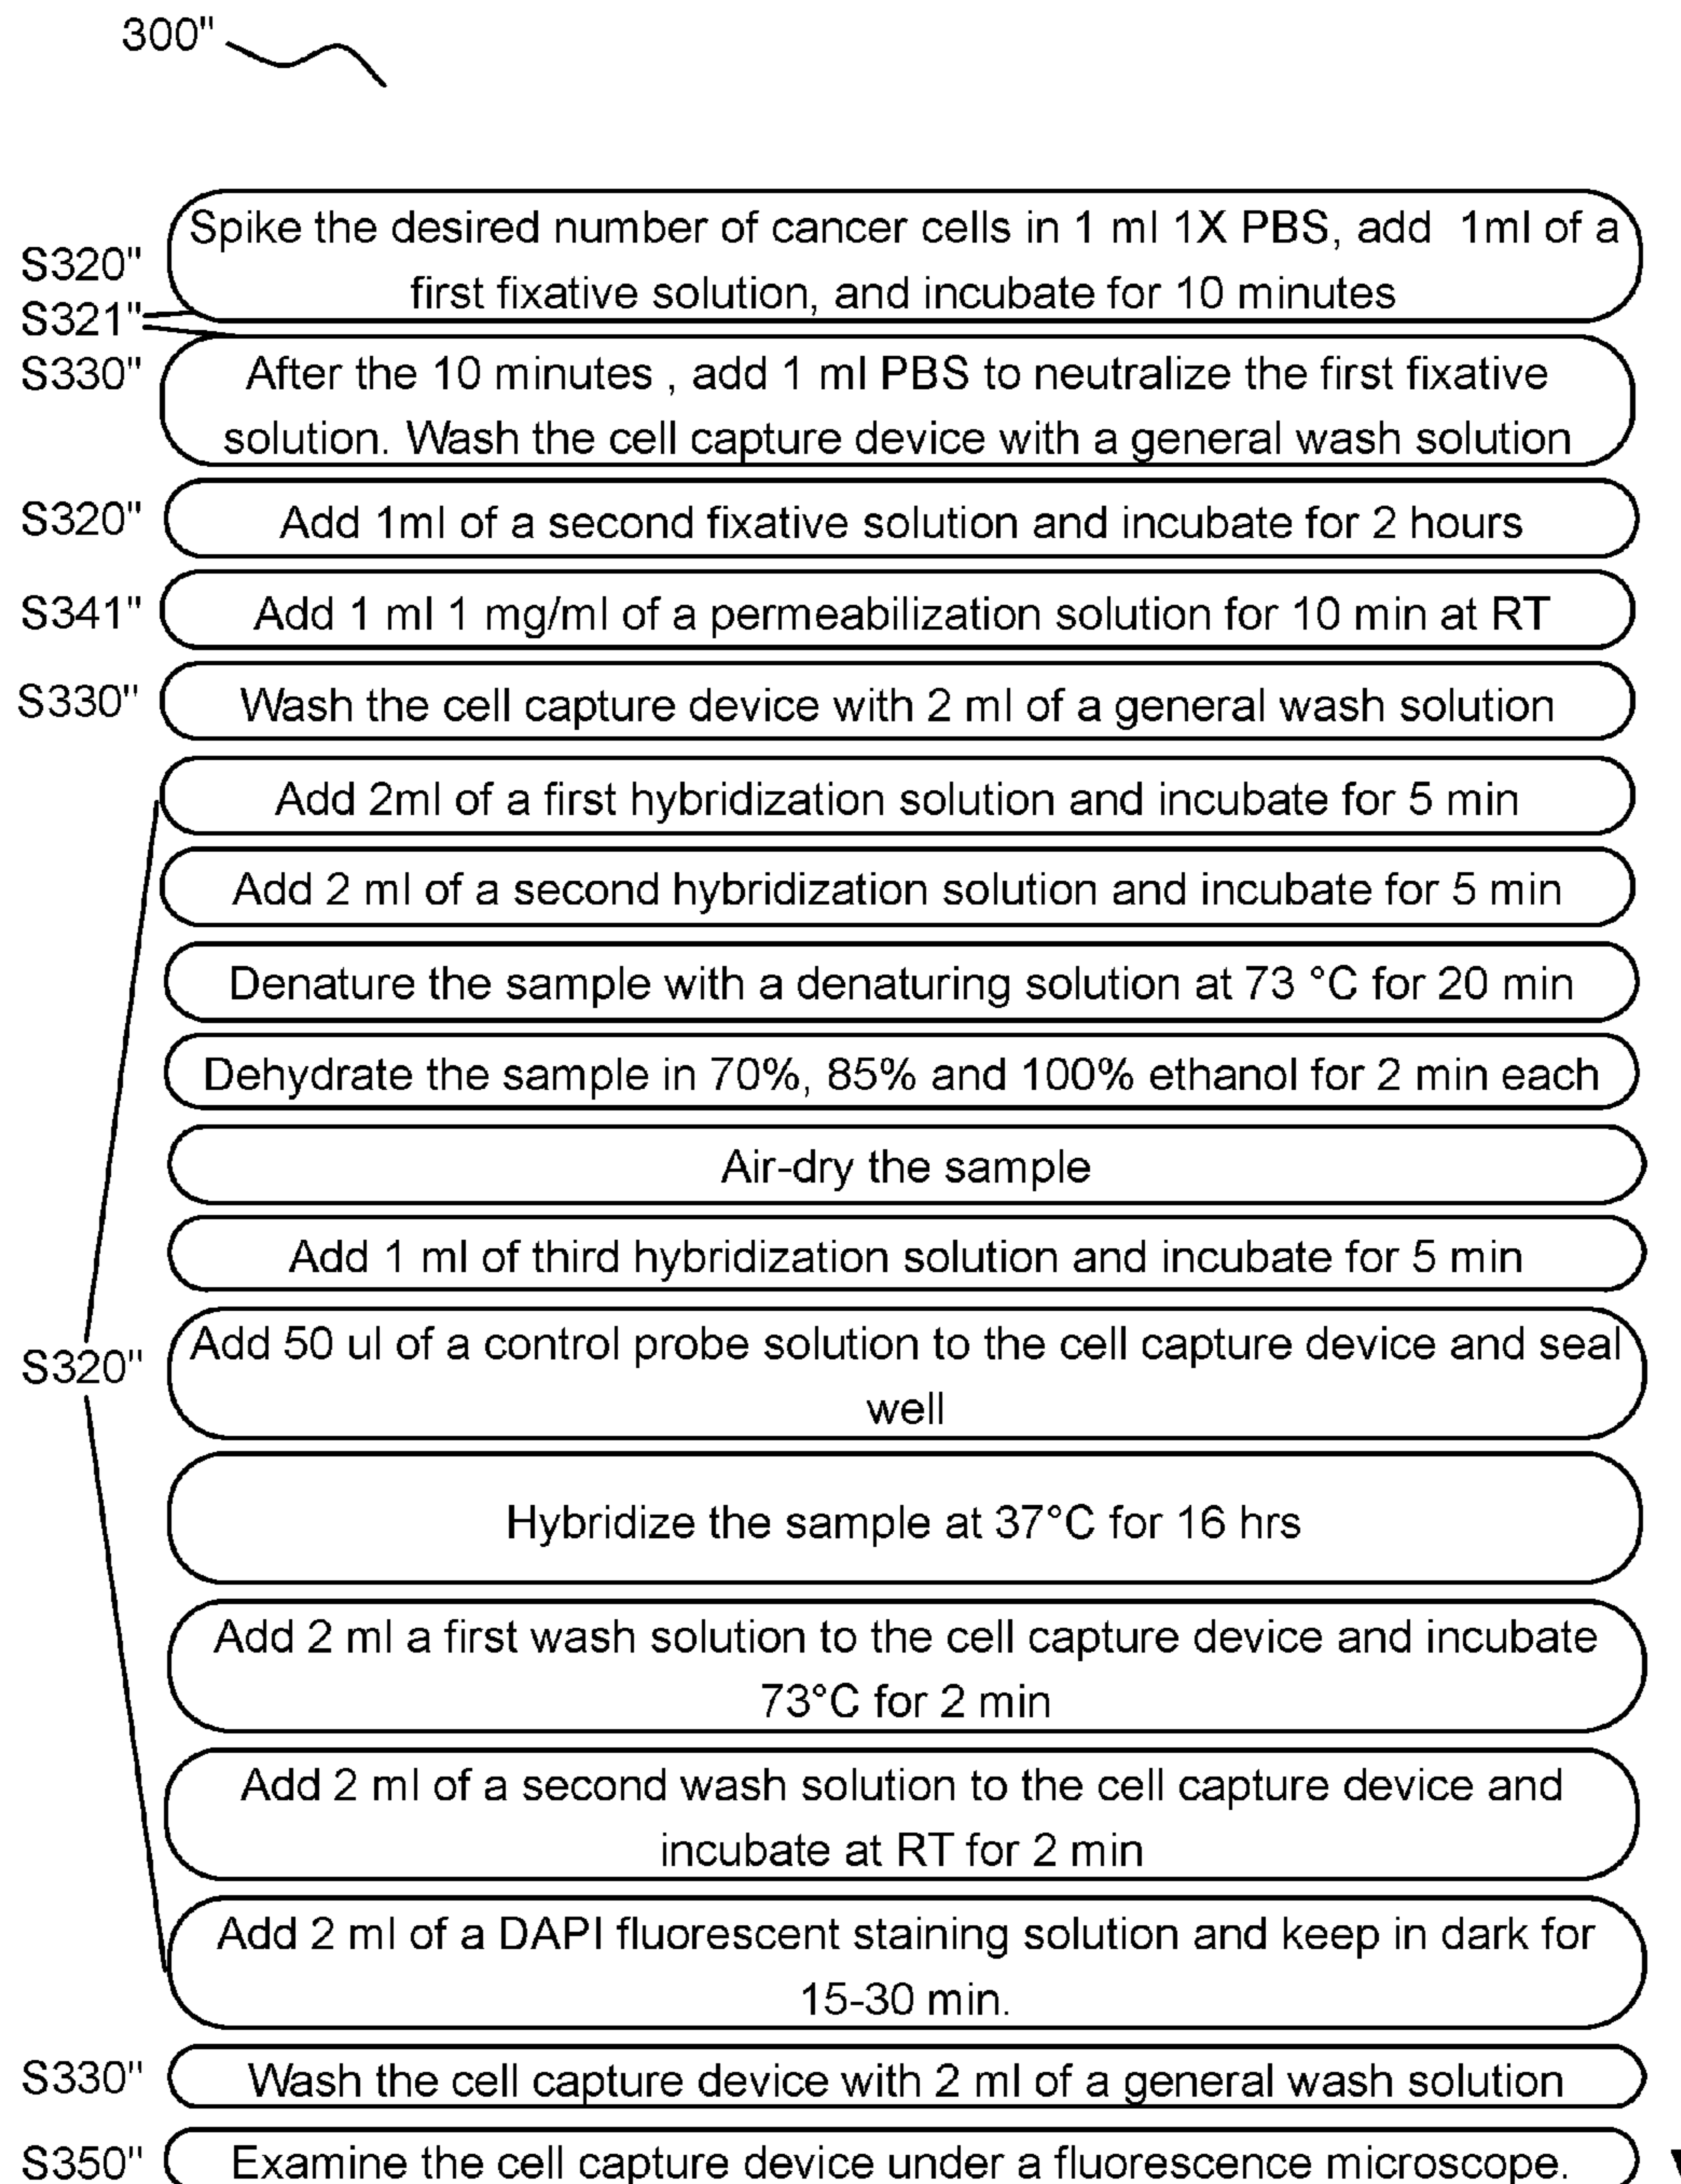 300"
S320"
Spike the desired number of cancer cells in 1 ml 1X PBS, add 1ml of a
first fixative solution, and incubate for 10 minutes
S321"
S330"
After the 10 minutes , add 1 ml PBS to neutralize the first fixative
solution. Wash the cell capture device with a general wash solution
S320"
Add 1ml of a second fixative solution and incubate for 2 hours
S341"
Add 1 ml 1 mg/ml of a permeabilization solution for 10 min at RT
S330"
Wash the cell capture device with 2 ml of a general wash solution
Add 2ml of a first hybridization solution and incubate for 5 min
Add 2 ml of a second hybridization solution and incubate for 5 min
Denature the sample with a denaturing solution at 73 °C for 20 min
Dehydrate the sample in 70%, 85% and 100% ethanol for 2 min each
Air-dry the sample
Add 1 ml of third hybridization solution and incubate for 5 min
S320"
Add 50 ul of a control probe solution to the cell capture device and seal
well
Hybridize the sample at 37°C for 16 hrs
Add 2 ml a first wash solution to the cell capture device and incubate
73°C for 2 min
Add 2 ml of a second wash solution to the cell capture device and
incubate at RT for 2 min
Add 2 ml of a DAPI fluorescent staining solution and keep in dark for
15-30 min.
S330"
Wash the cell capture device with 2 ml of a general wash solution
S350"
Examine the cell capture device under a fluorescence microscope.